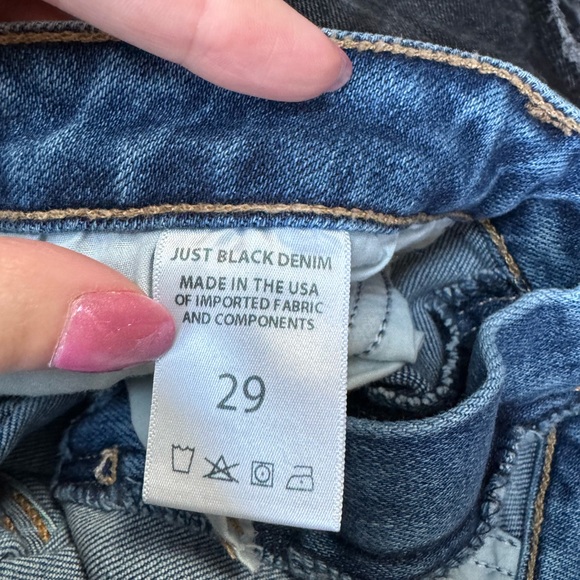 JUST BLACK DENIM
MADE IN THE USA
OF IMPORTED FABRIC
AND COMPONENTS
29